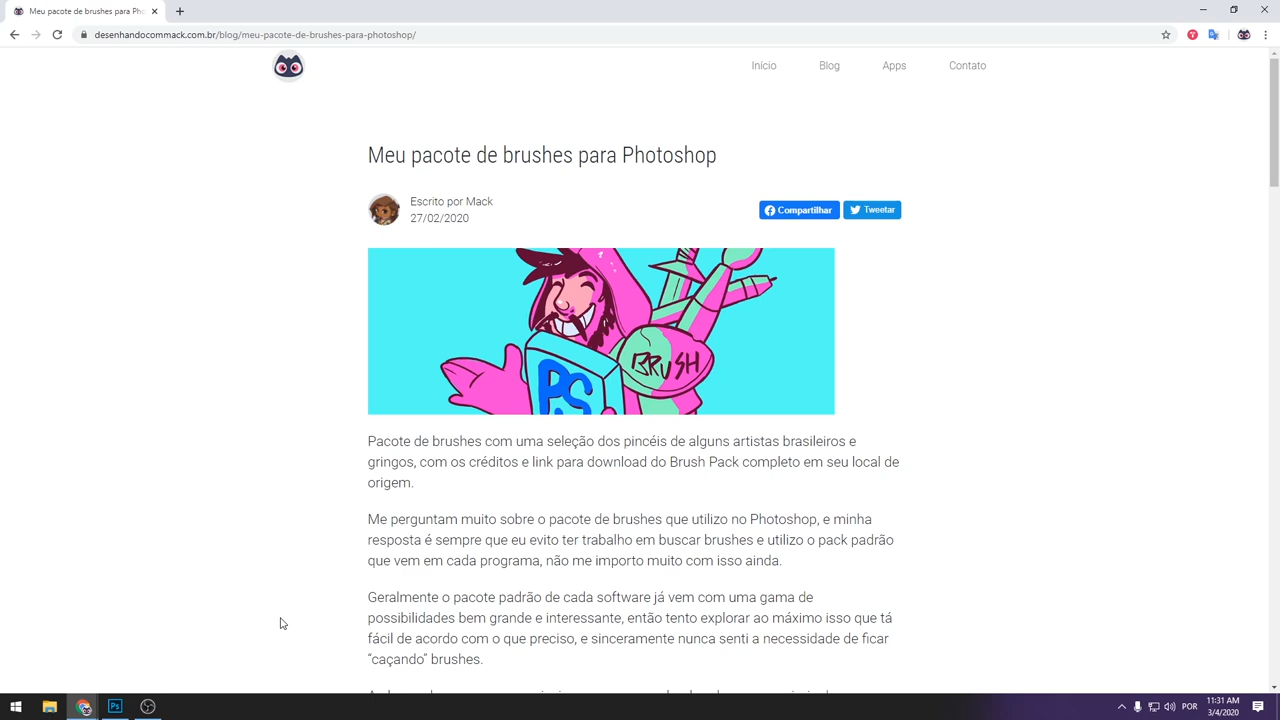 Meu pacote de brushes para Pho
desenhandocommack.com.br/blog/meu-pacote-de-brushes-para-photoshop/
Início Blog Apps Contato
Meu pacote de brushes para Photoshop
Escrito por Mack
27/02/2020
Compartilhar Tweetar
BRUSH
PS
Pacote de brushes com uma seleção dos pincéis de alguns artistas brasileiros e
gringos, com os créditos e link para download do Brush Pack completo em seu local de
origem.
Me perguntam muito sobre o pacote de brushes que utilizo no Photoshop, e minha
resposta é sempre que eu evito ter trabalho em buscar brushes e utilizo o pack padrão
que vem em cada programa, não me importo muito com isso ainda.
Geralmente o pacote padrão de cada software já vem com uma gama de
possibilidades bem grande e interessante, então tento explorar ao máximo isso que tá
fácil de acordo com o que preciso, e sinceramente nunca senti a necessidade de ficar
“caçando” brushes.
Ps
POR
11:31 AM
3/4/2020